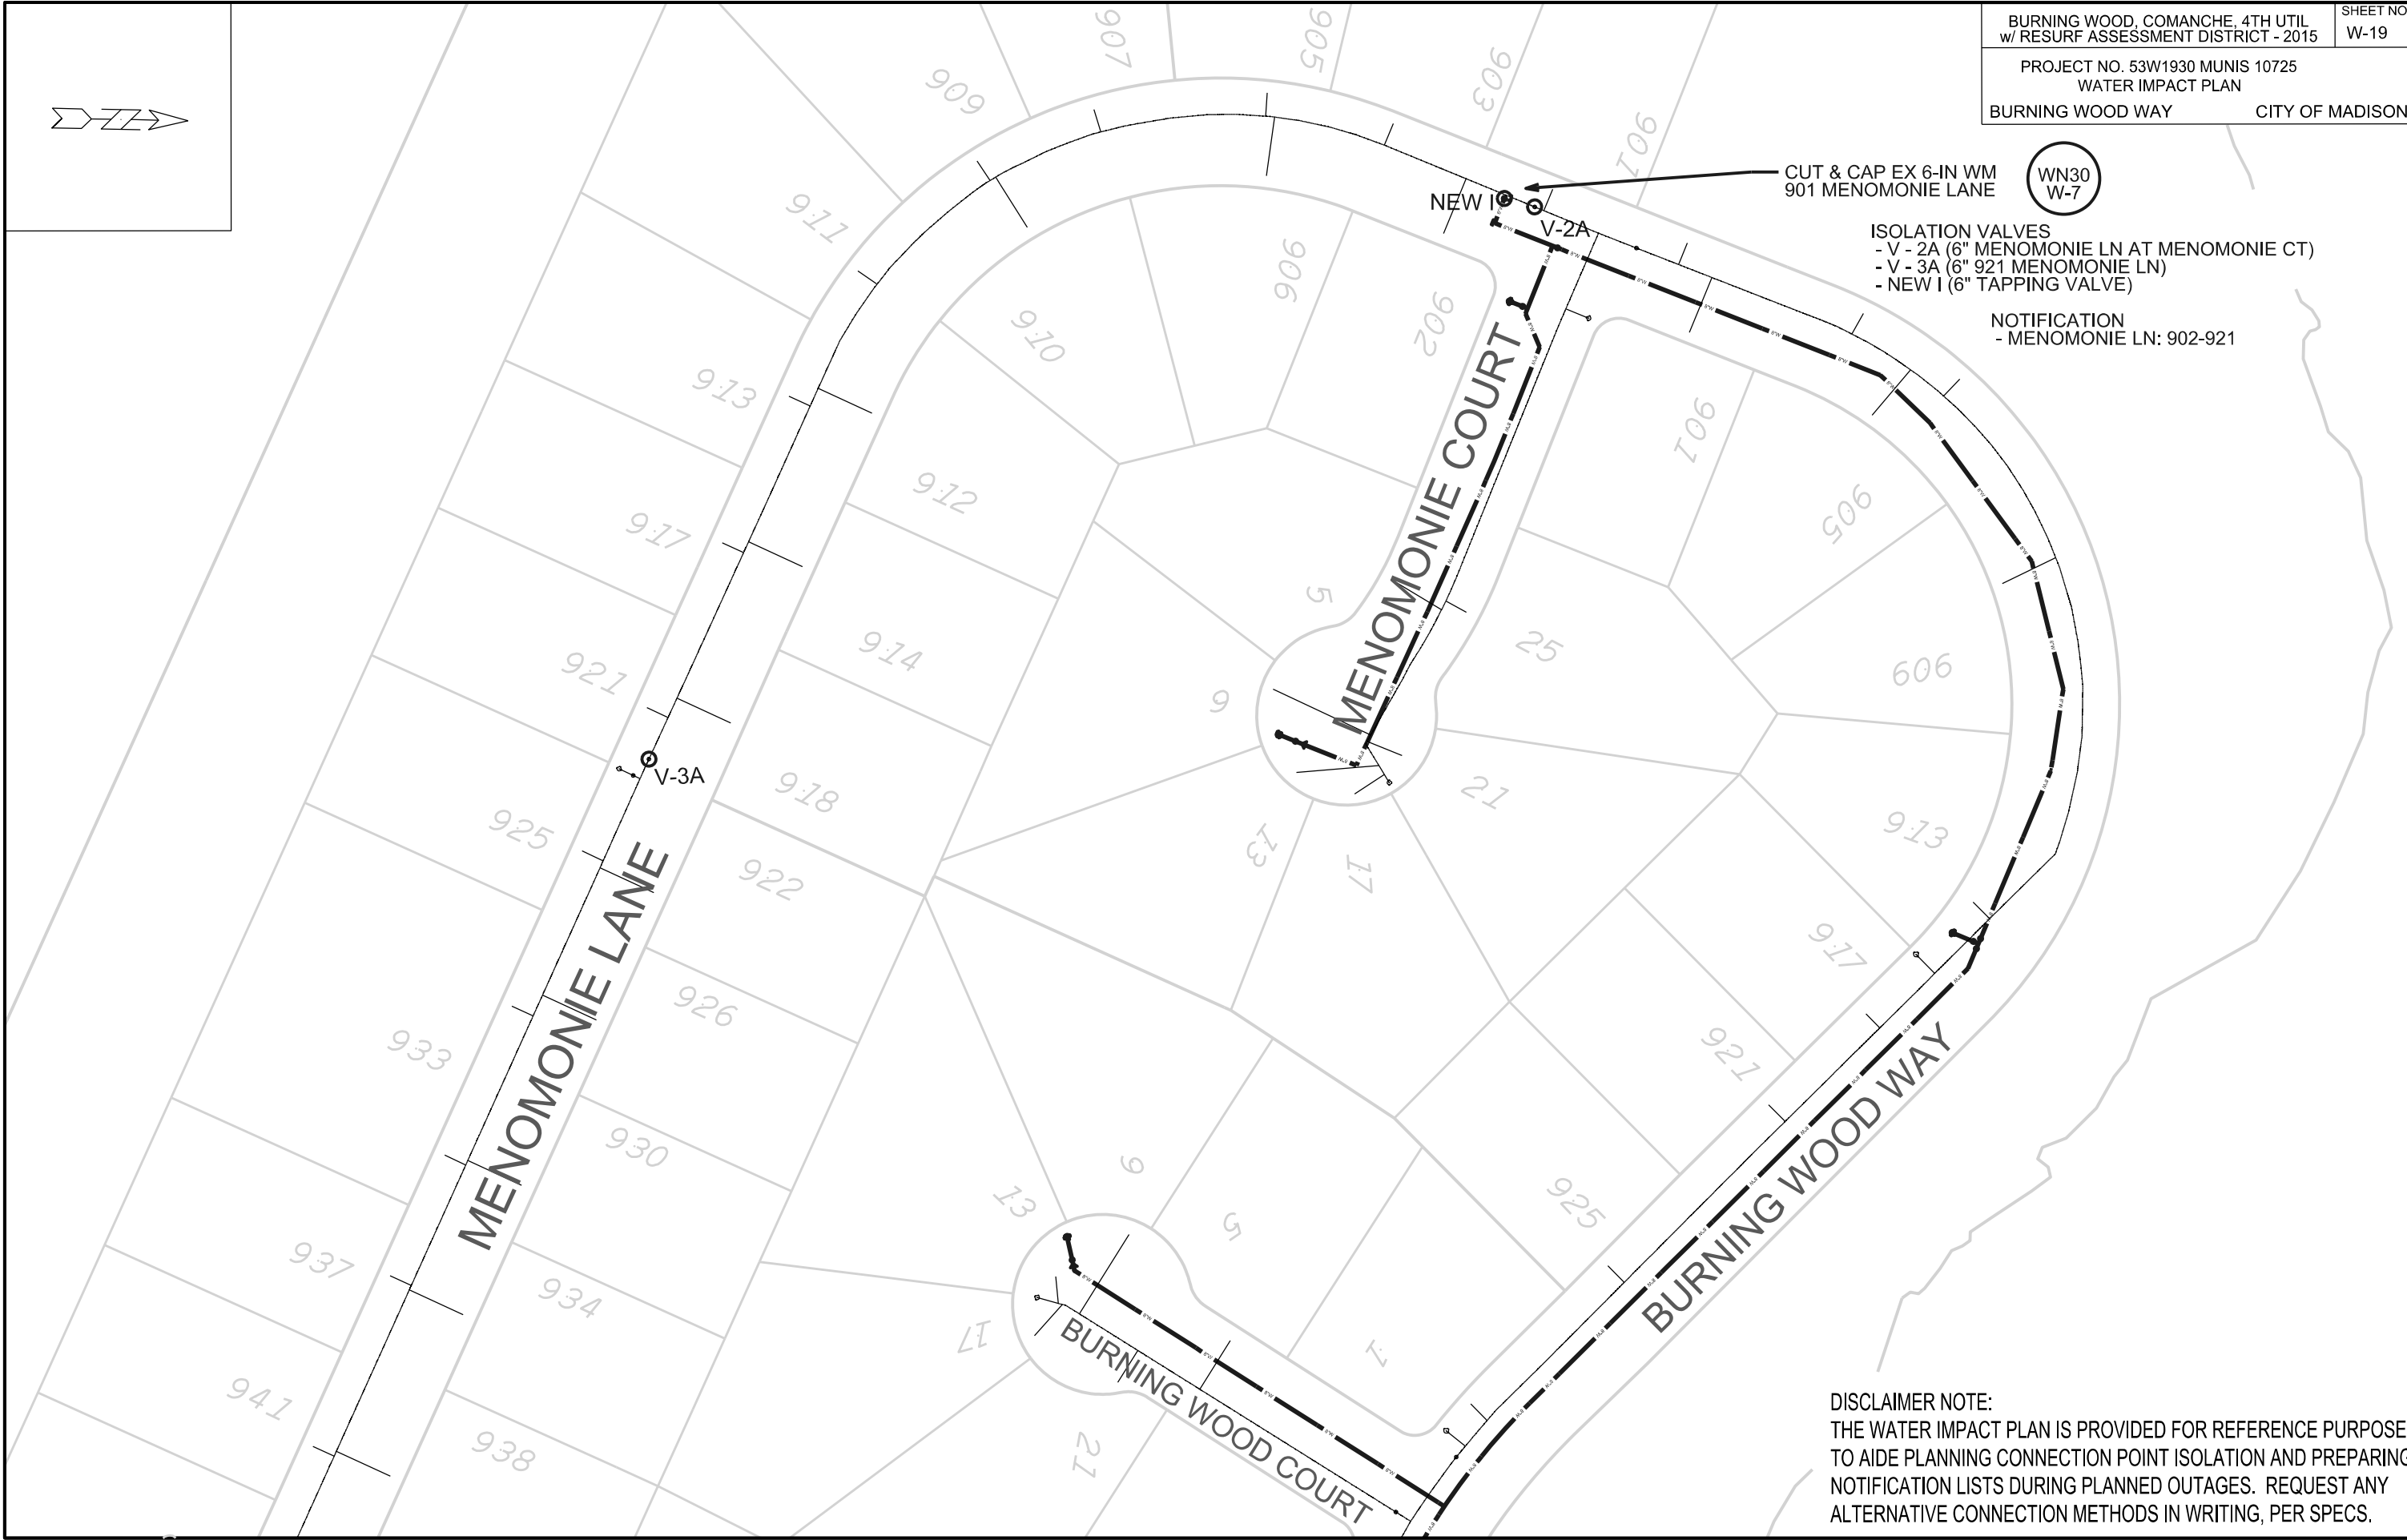 BURNING WOOD, COMANCHE, 4TH UTIL
w/ RESURF ASSESSMENT DISTRICT - 2015
SHEET NO
W-19
PROJECT NO. 53W1930 MUNIS 10725
WATER IMPACT PLAN
BURNING WOOD WAY
CITY OF MADISON
CUT & CAP EX 6-IN WM
901 MENOMONIE LANE
WN30
W-7
ISOLATION VALVES
- V - 2A (6" MENOMONIE LN AT MENOMONIE CT)
- V - 3A (6" 921 MENOMONIE LN)
- NEW I (6" TAPPING VALVE)
NOTIFICATION
- MENOMONIE LN: 902-921
NEW I
V-2A
V-3A
907
905
903
901
909
911
913
917
921
925
933
937
941
906
902
910
912
914
918
922
926
930
934
938
5
9
13
17
21
25
901
905
909
913
917
921
925
13
9
5
1
17
21
MENOMONIE COURT
MENOMONIE LANE
BURNING WOOD WAY
BURNING WOOD COURT
DISCLAIMER NOTE:
THE WATER IMPACT PLAN IS PROVIDED FOR REFERENCE PURPOSE
TO AIDE PLANNING CONNECTION POINT ISOLATION AND PREPARING
NOTIFICATION LISTS DURING PLANNED OUTAGES. REQUEST ANY
ALTERNATIVE CONNECTION METHODS IN WRITING, PER SPECS.